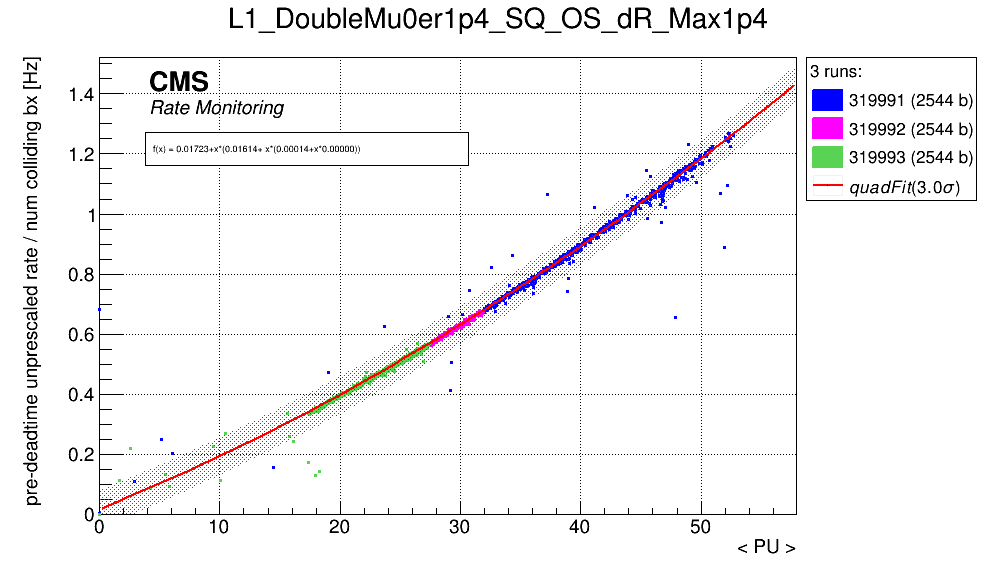 L1_DoubleMu0er1p4_SQ_OS_dR_Max1p4
pre-deadtime unprescaled rate / num colliding bx [Hz]
CMS
Rate Monitoring
f(x) = 0.01723+x*(0.01614+ x*(0.00014+x*0.00000))
1.4
1.2
1
0.8
0.6
0.4
0.2
0
0 10 20 30 40 50
< PU >
3 runs:
319991 (2544 b)
319992 (2544 b)
319993 (2544 b)
quadFit(3.0σ)